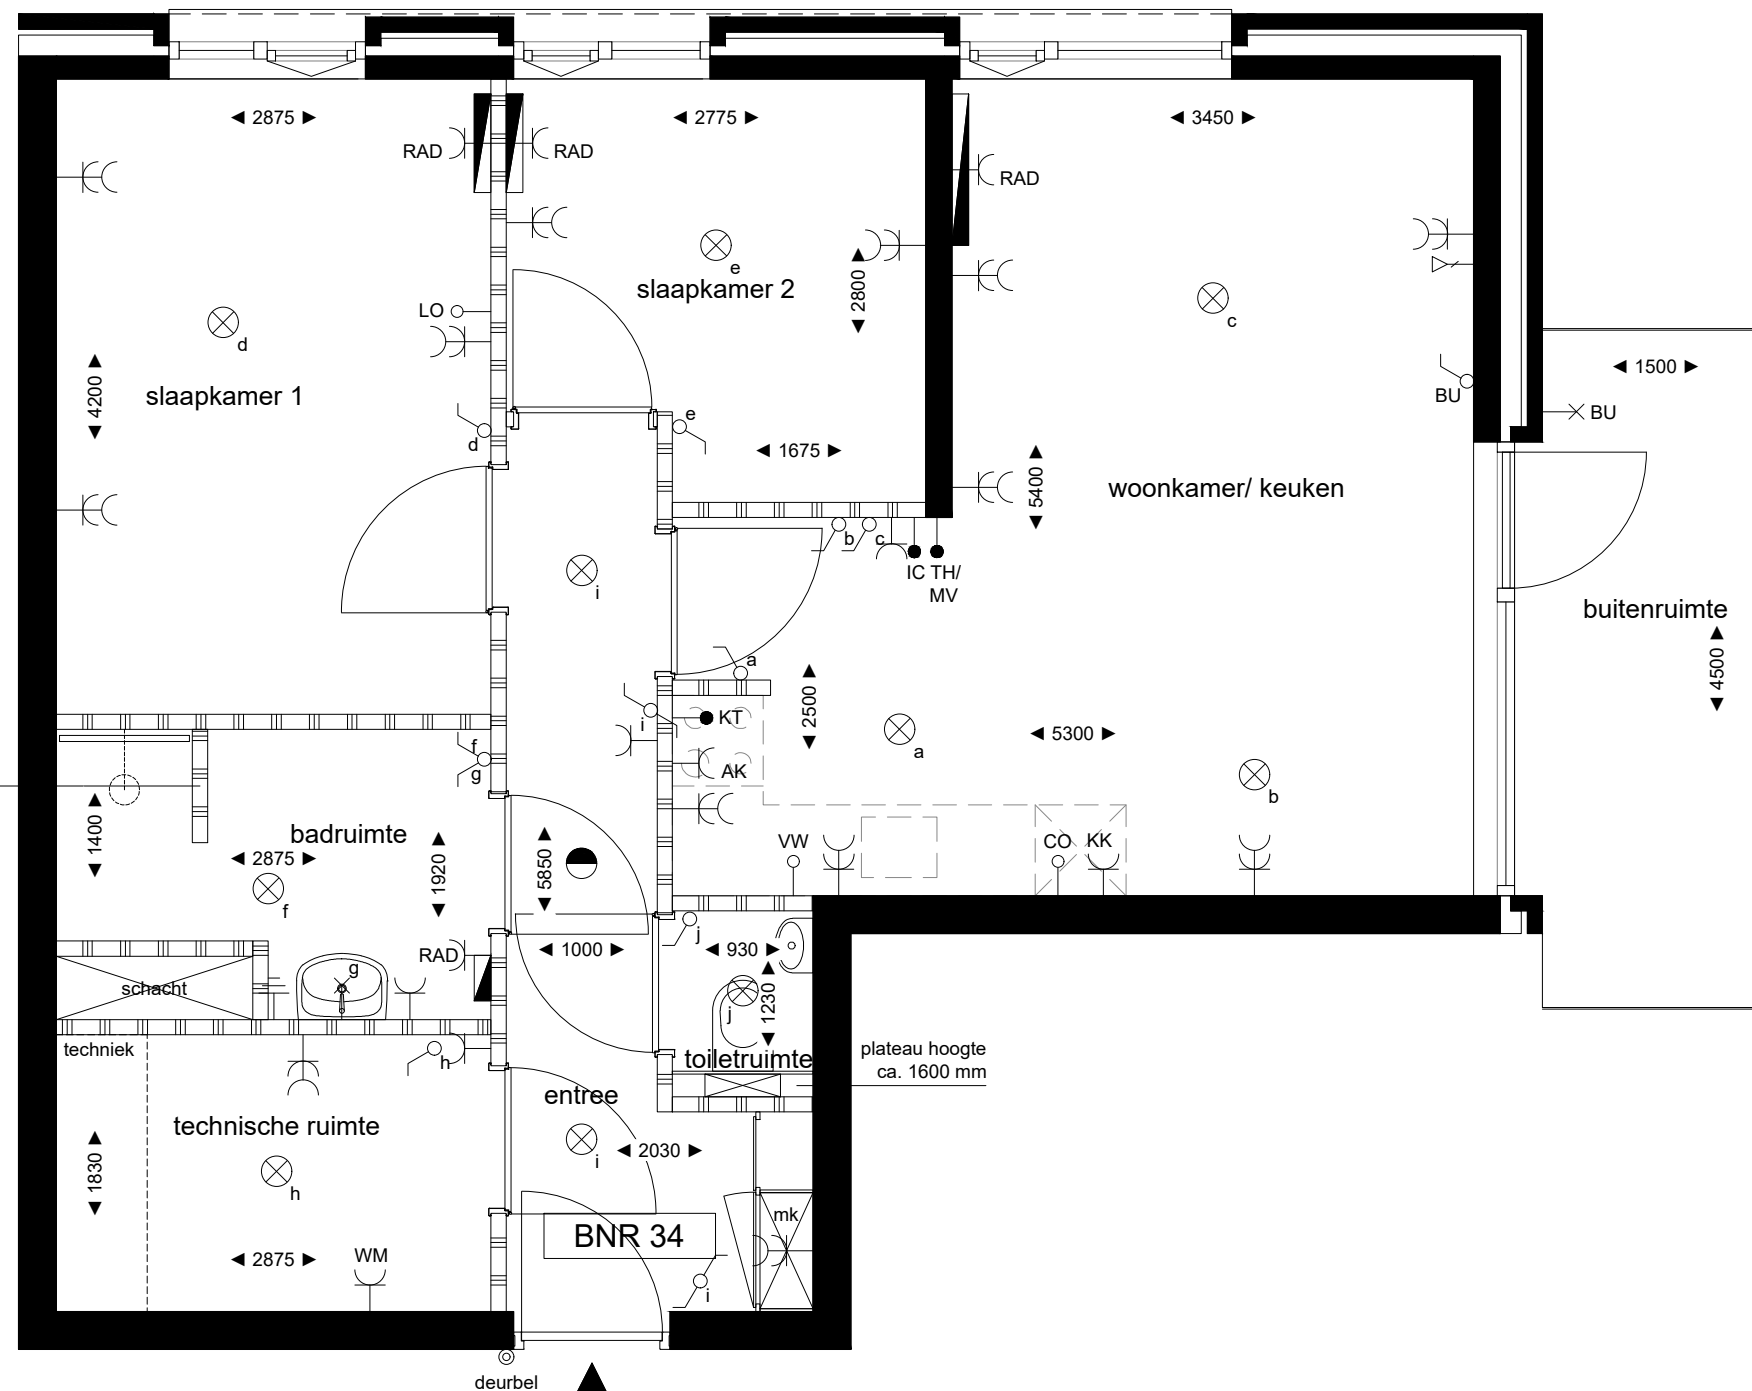 ◄ 2875 ►
◄ 2775 ►
◄ 3450 ►
RAD
RAD
RAD
e
slaapkamer 2
◄ 2800 ►
LO
d
c
◄ 4200 ►
slaapkamer 1
◄ 1500 ►
BU
BU
d
e
◄ 1675 ►
◄ 5400 ►
woonkamer/ keuken
b
c
IC TH/
MV
i
buitenruimte
◄ 4500 ►
a
◄ 2500 ►
i
KT
a
◄ 5300 ►
f
g
AK
b
◄ 1400 ►
badruimte
◄ 2875 ►
◄ 1920 ►
◄ 5850 ►
VW
CO
KK
f
j
RAD
◄ 1000 ►
◄ 930 ►
schacht
g
j
◄ 1230 ►
techniek
h
toiletruimte
plateau hoogte
ca. 1600 mm
entree
technische ruimte
◄ 1830 ►
i
◄ 2030 ►
h
mk
BNR 34
◄ 2875 ►
WM
i
deurbel